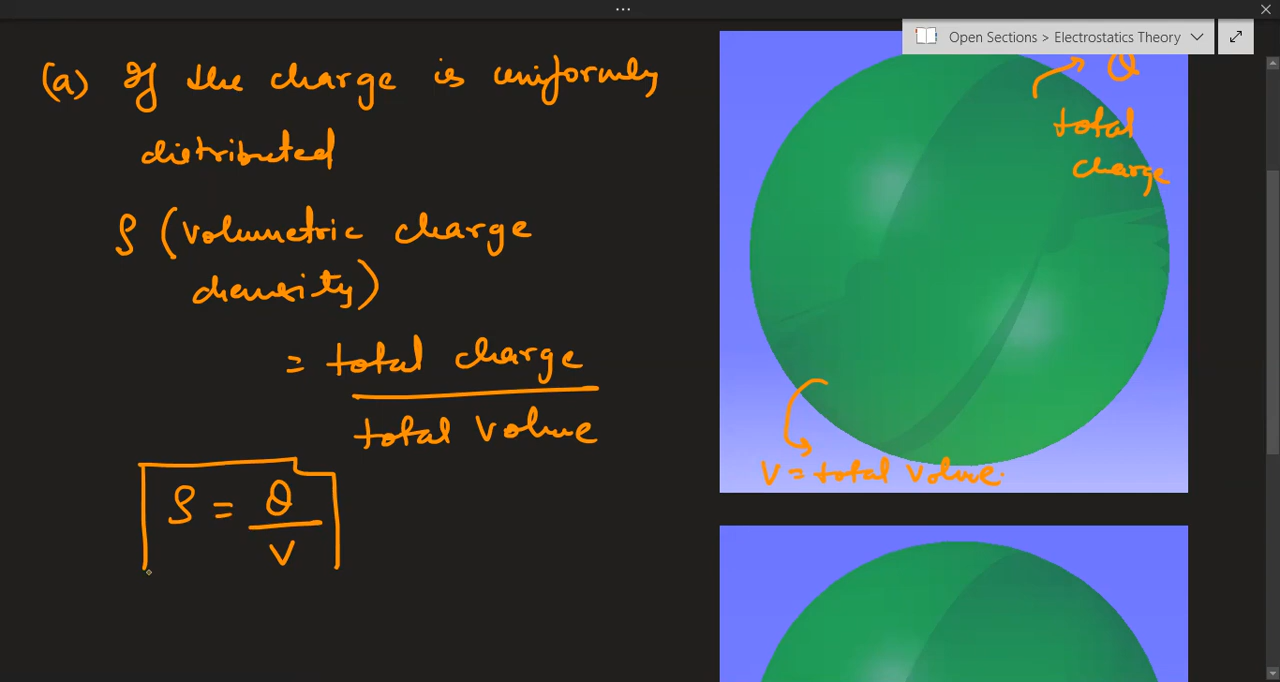 Open Sections > Electrostatics Theory
(a) If the charge is uniformly
distributed
ρ (volumetric charge
density)
= total charge
total volume
ρ = Q
V
Q
total
charge
V = total volume.